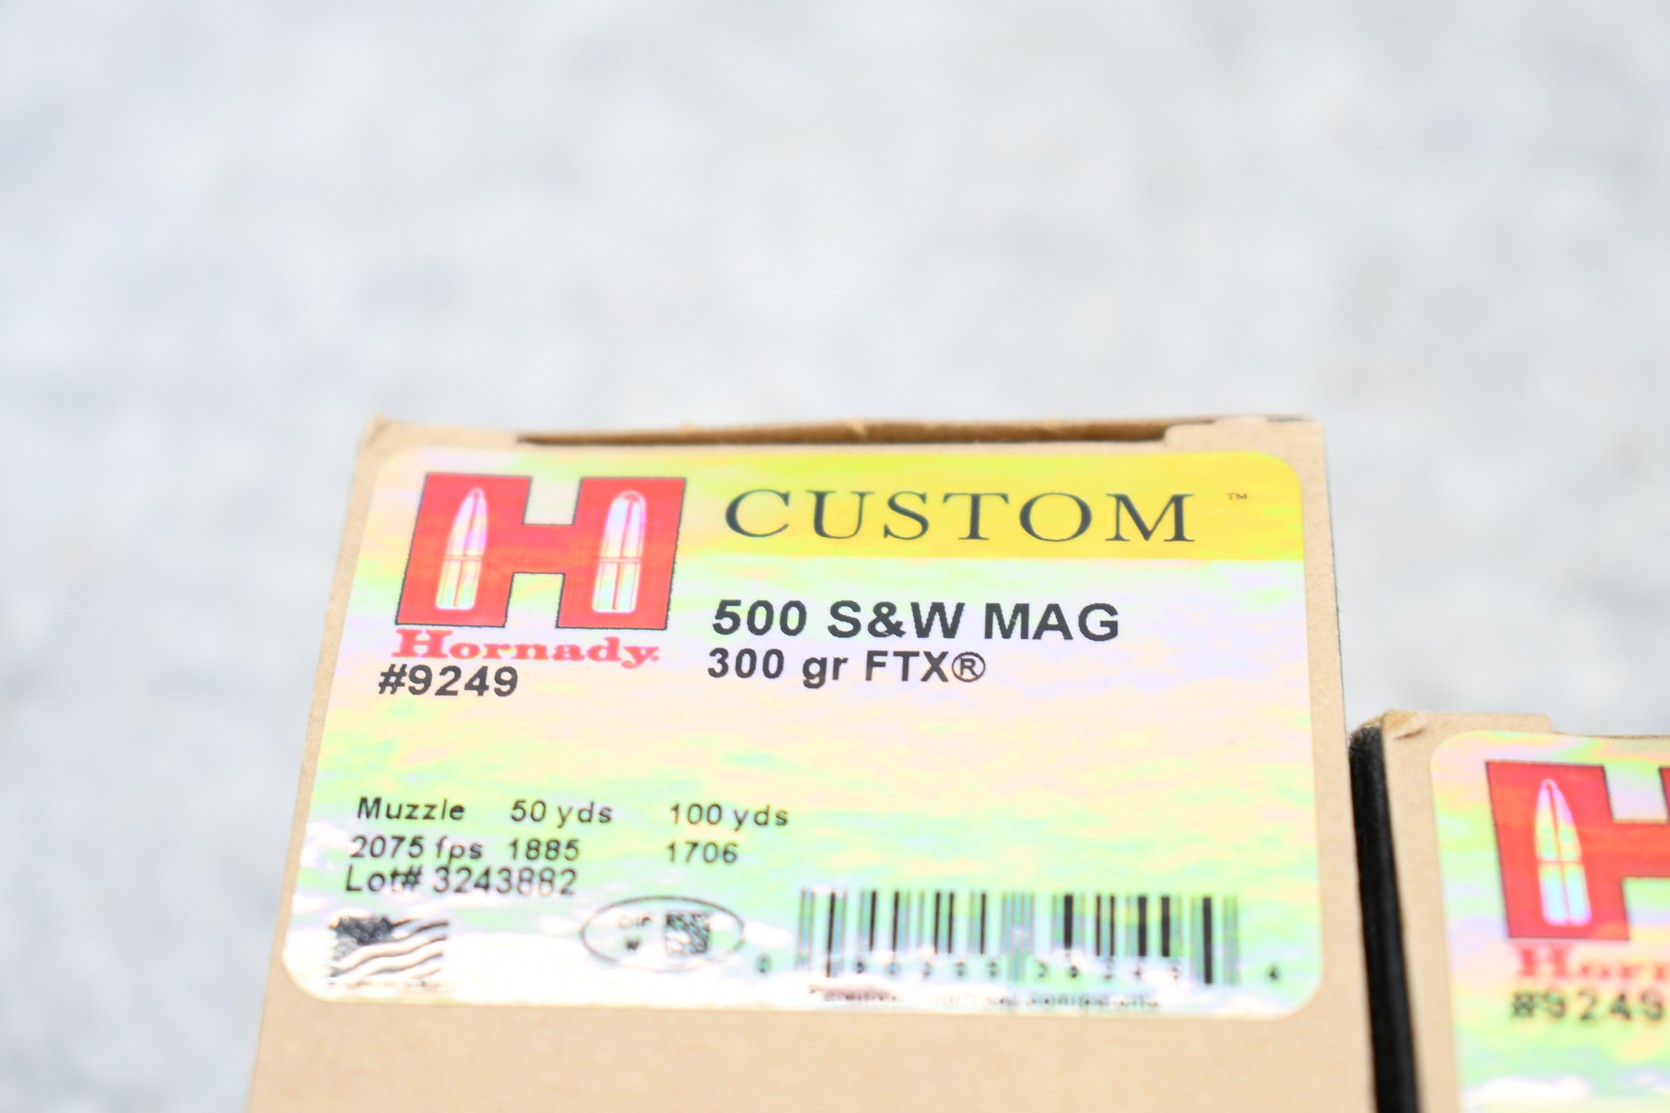 CUSTOM™
Hornady
#9249
500 S&W MAG
300 gr FTX®
Muzzle 50 yds 100 yds
2075 fps 1885 1706
Lot# 3243882
#9249